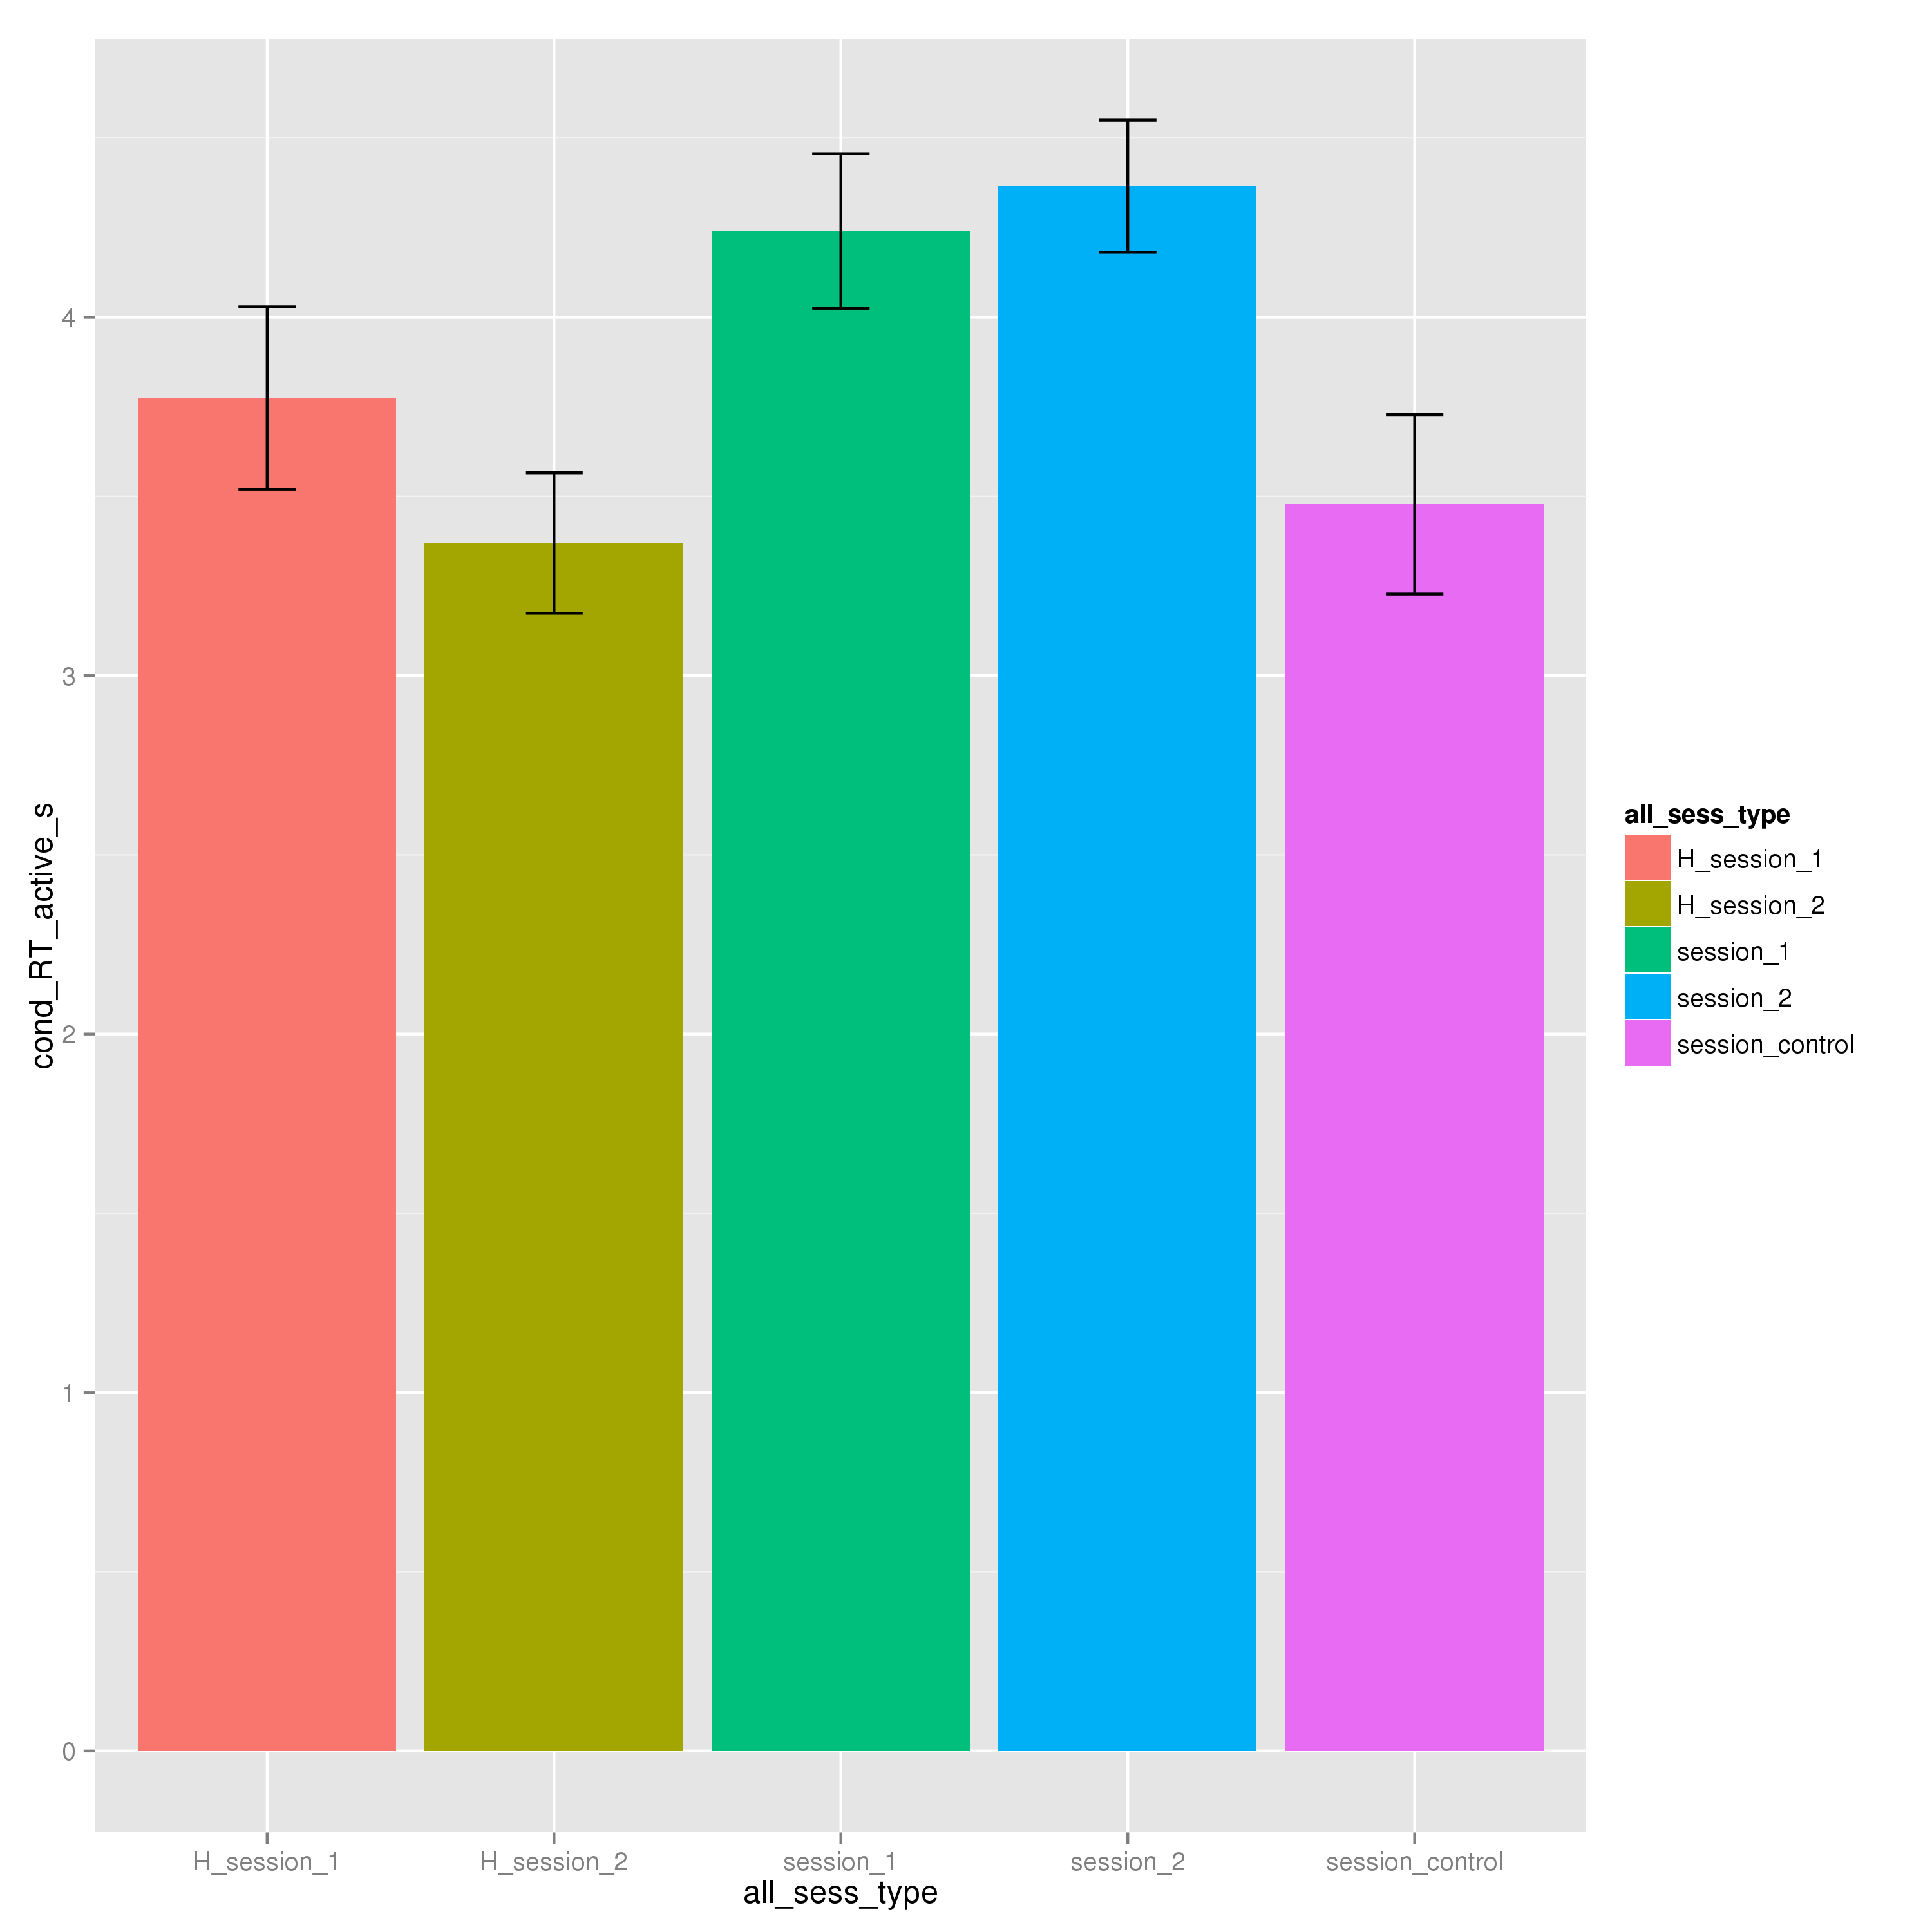 cond_RT_active_s
4
3
2
1
0
H_session_1
H_session_2
session_1
session_2
session_control
all_sess_type
all_sess_type
H_session_1
H_session_2
session_1
session_2
session_control